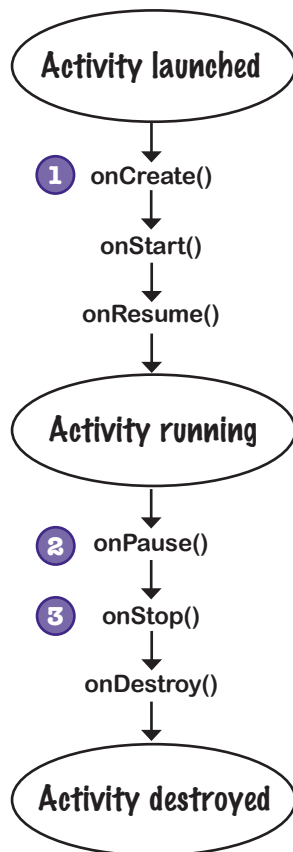 Activity launched
1 onCreate()
onStart()
onResume()
Activity running
2 onPause()
3 onStop()
onDestroy()
Activity destroyed